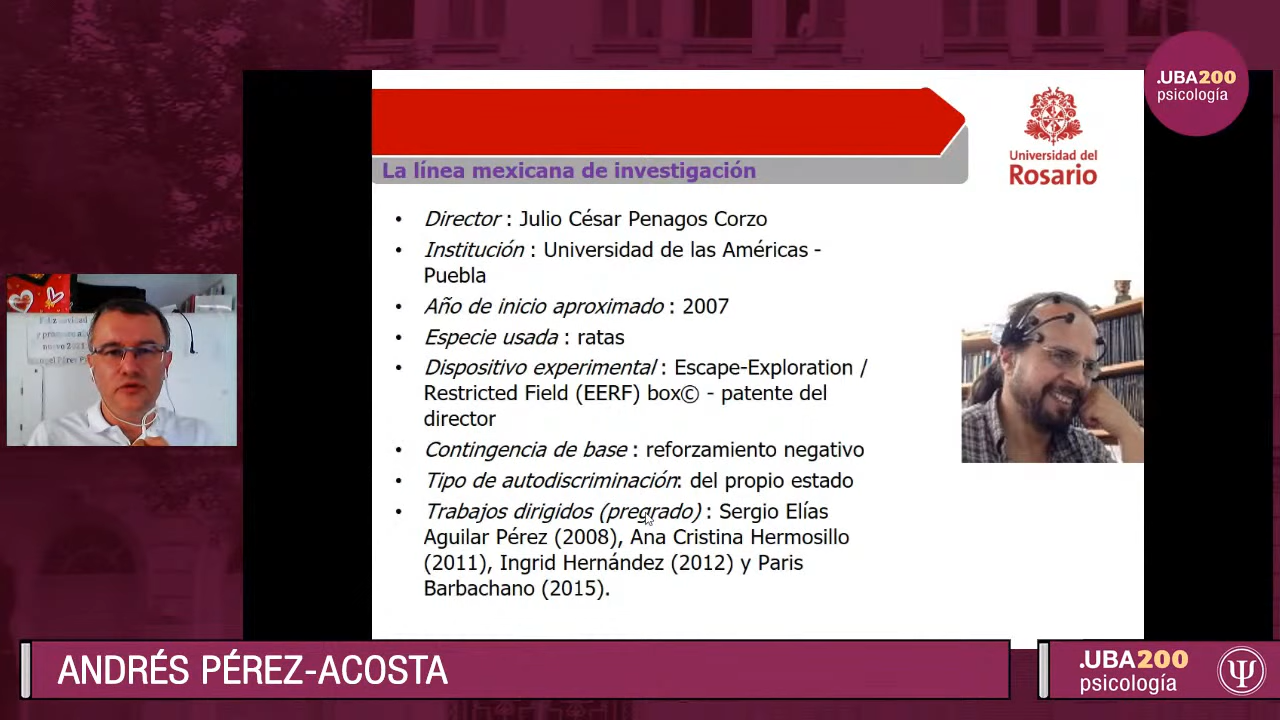 .UBA200
psicología
Universidad del
Rosario
La línea mexicana de investigación
• Director : Julio César Penagos Corzo
• Institución : Universidad de las Américas -
Puebla
• Año de inicio aproximado : 2007
• Especie usada : ratas
• Dispositivo experimental : Escape-Exploration /
Restricted Field (EERF) box© - patente del
director
• Contingencia de base : reforzamiento negativo
• Tipo de autodiscriminación: del propio estado
• Trabajos dirigidos (pregrado) : Sergio Elías
Aguilar Pérez (2008), Ana Cristina Hermosillo
(2011), Ingrid Hernández (2012) y Paris
Barbachano (2015).
ANDRÉS PÉREZ-ACOSTA
.UBA200
psicología